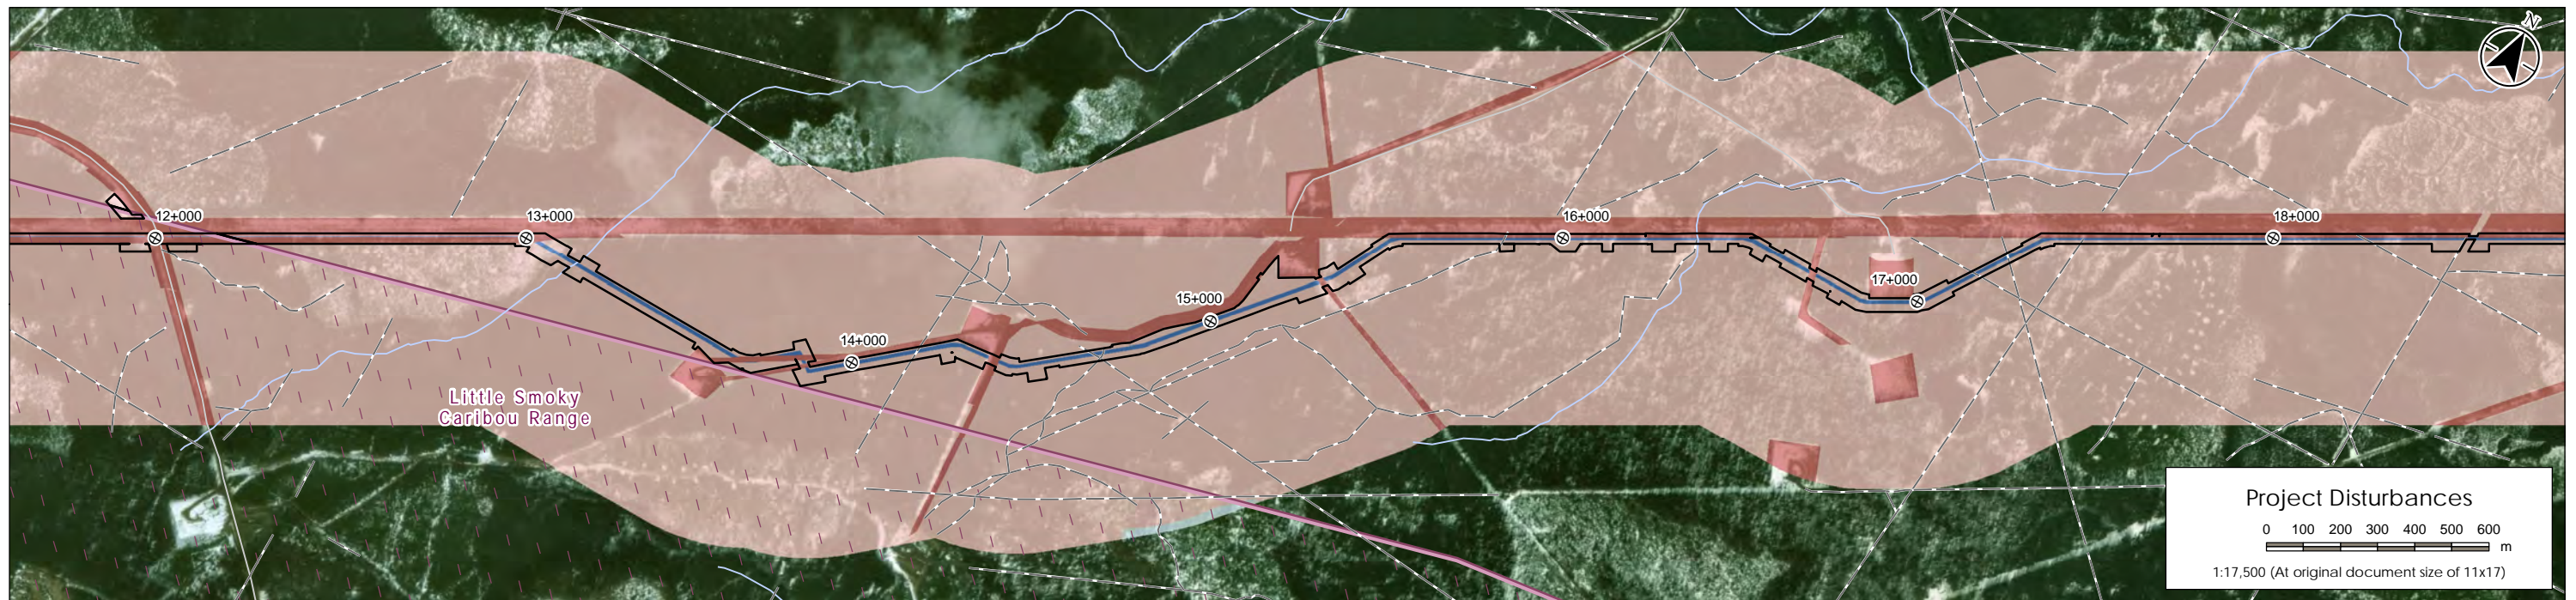 N
12+000
13+000
16+000
18+000
17+000
15+000
14+000
Little Smoky
Caribou Range
Project Disturbances
0 100 200 300 400 500 600
m
1:17,500 (At original document size of 11x17)